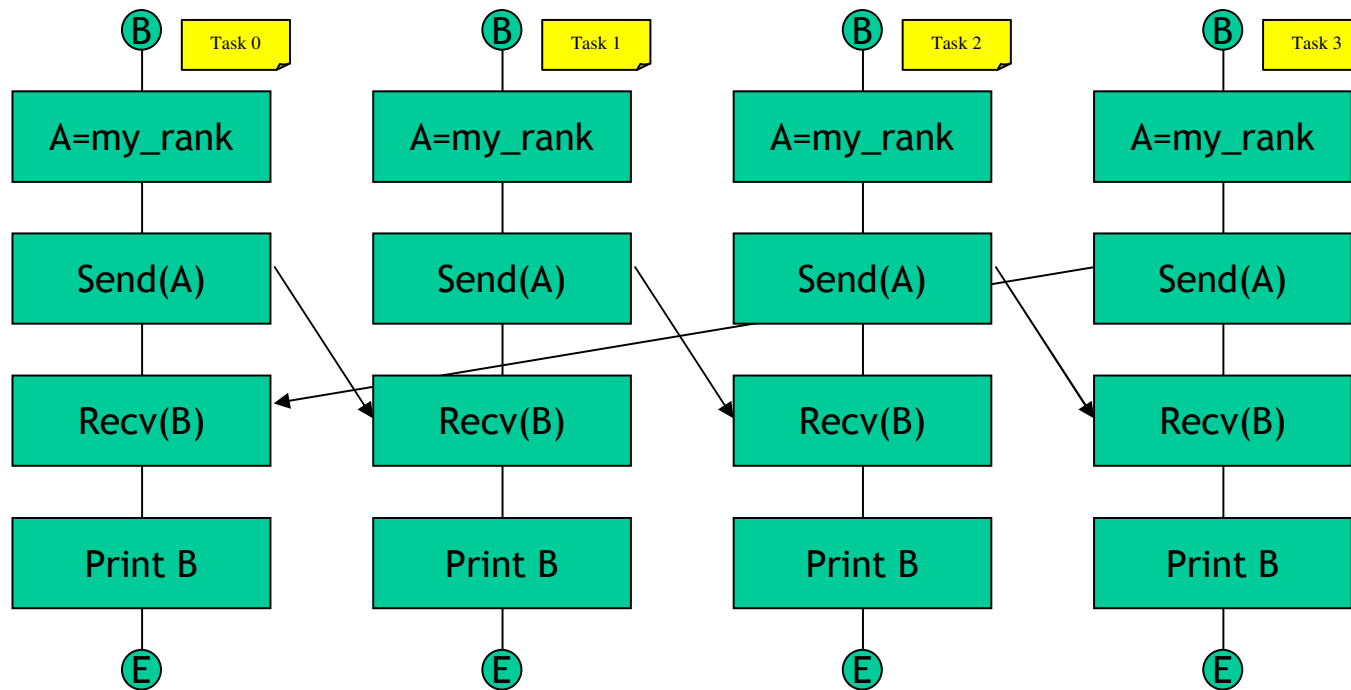 B
Task 0
B
Task 1
B
Task 2
B
Task 3
A=my_rank
A=my_rank
A=my_rank
A=my_rank
Send(A)
Send(A)
Send(A)
Send(A)
Recv(B)
Recv(B)
Recv(B)
Recv(B)
Print B
Print B
Print B
Print B
E
E
E
E